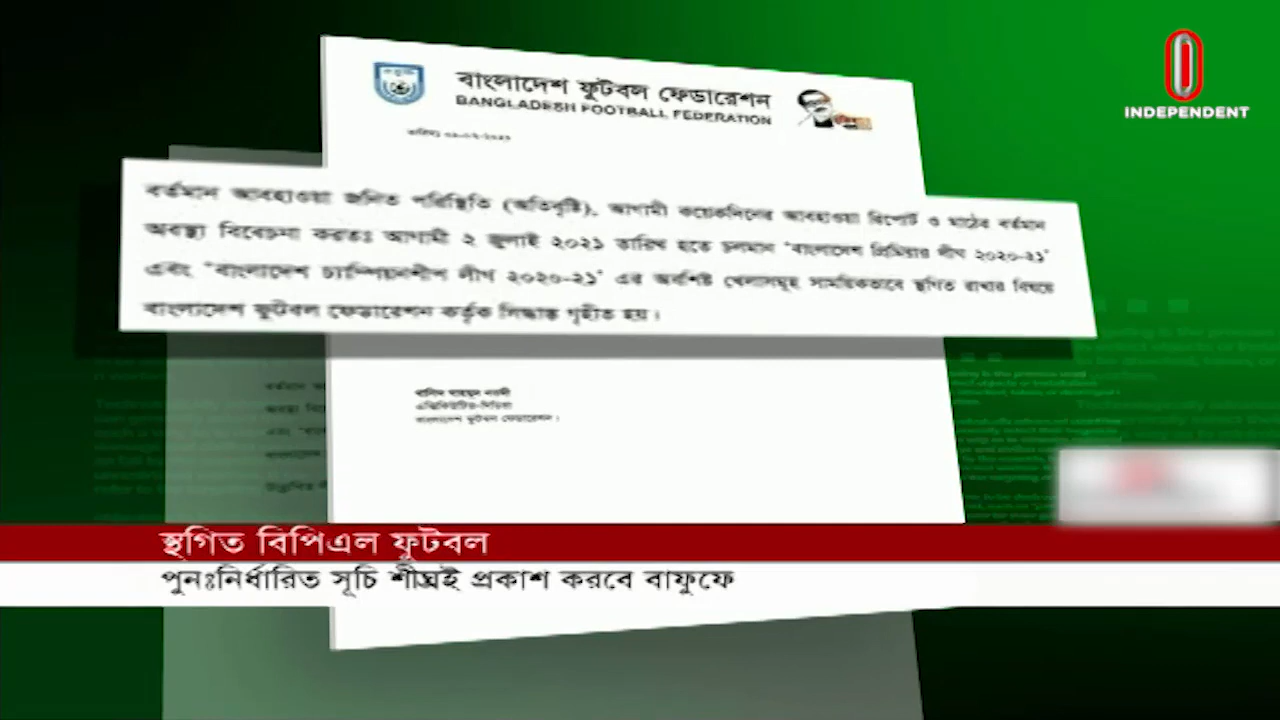 বাংলাদেশ ফুটবল ফেডারেশন
BANGLADESH FOOTBALL FEDERATION
INDEPENDENT
বর্তমান আবহাওয়া জনিত পরিস্থিতি (অতিবৃষ্টি), আগামী কয়েকদিনের আবহাওয়া রিপোর্ট ও মাঠের বর্তমান
অবস্থা বিবেচনা করতঃ আগামী ২ জুলাই ২০২১ তারিখ হতে চলমান "বাংলাদেশ প্রিমিয়ার লীগ ২০২০-২১"
এবং "বাংলাদেশ চ্যাম্পিয়নশীপ লীগ ২০২০-২১" এর অবশিষ্ট খেলাসমূহ সাময়িকভাবে স্থগিত রাখার বিষয়ে
বাংলাদেশ ফুটবল ফেডারেশন কর্তৃক সিদ্ধান্ত গৃহীত হয়।
বাংলাদেশ ফুটবল ফেডারেশন।
স্থগিত বিপিএল ফুটবল
পুনঃনির্ধারিত সূচি শীঘ্রই প্রকাশ করবে বাফুফে